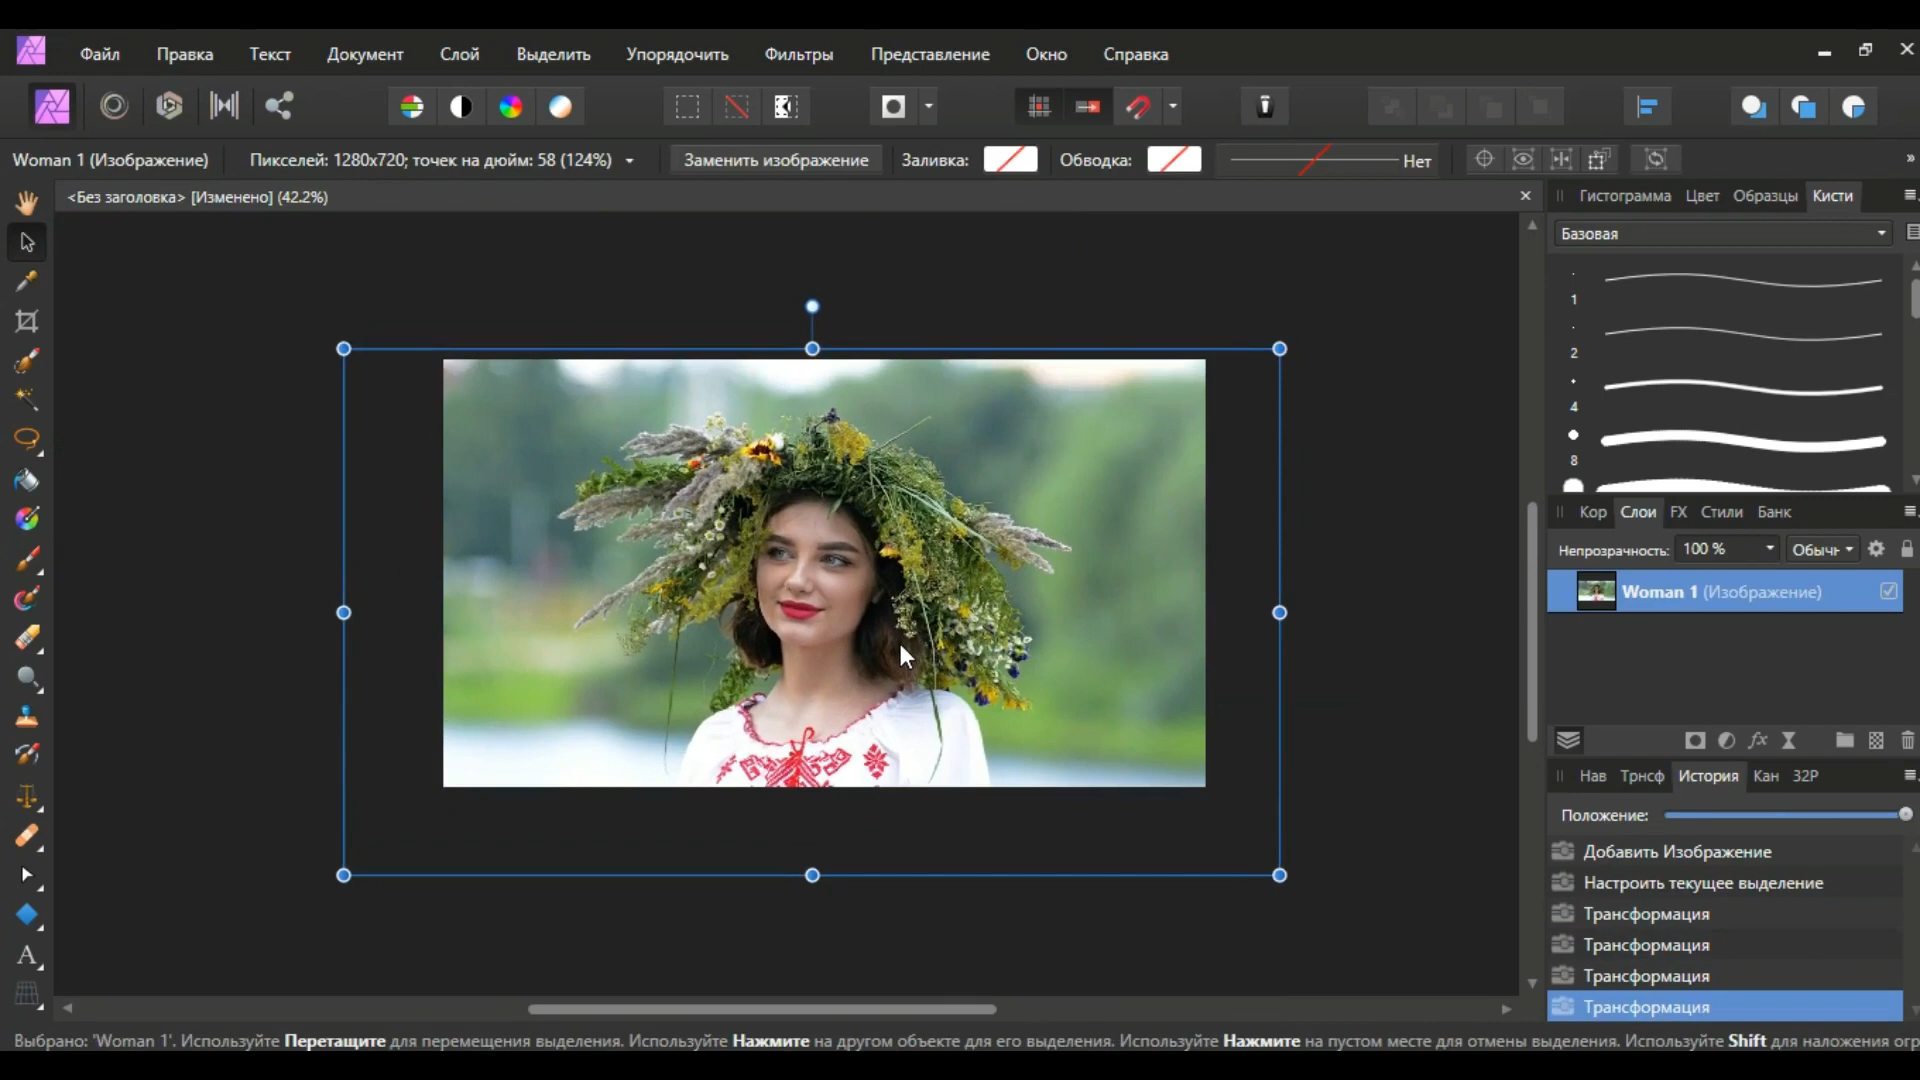 Файл Правка Текст Документ Слой Выделить Упорядочить Фильтры Представление Окно Справка
Woman 1 (Изображение) Пикселей: 1280x720; точек на дюйм: 58 (124%) Заменить изображение Заливка: Обводка: Нет »
<Без заголовка> [Изменено] (42.2%)
Гистограмма Цвет Образцы Кисти
Базовая
1
2
4
8
Кор Слои FX Стили Банк
Непрозрачность: 100 % Обычн
Woman 1 (Изображение)
fx
Нав Трнсф История Кан 32P
Положение:
Добавить Изображение
Настроить текущее выделение
Трансформация
Трансформация
Трансформация
Трансформация
A
Выбрано: 'Woman 1'. Используйте Перетащите для перемещения выделения. Используйте Нажмите на другом объекте для его выделения. Используйте Нажмите на пустом месте для отмены выделения. Используйте Shift для наложения огр